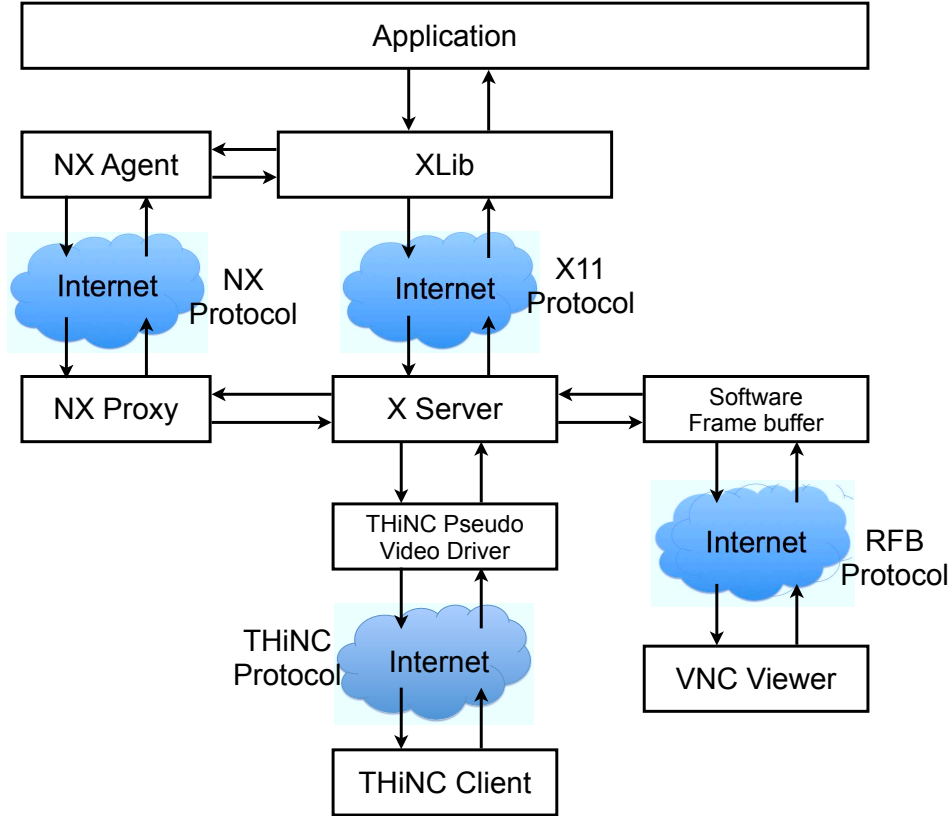 Application
NX Agent
XLib
Internet
NX
Protocol
Internet
X11
Protocol
NX Proxy
X Server
Software
Frame buffer
THiNC Pseudo
Video Driver
Internet
RFB
Protocol
THiNC
Protocol
Internet
VNC Viewer
THiNC Client